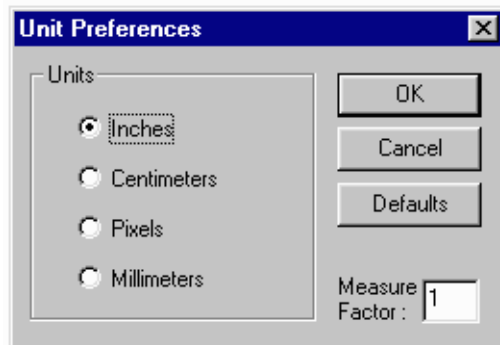 Unit Preferences
Units
Inches
Centimeters
Pixels
Millimeters
OK
Cancel
Defaults
Measure
Factor : 1